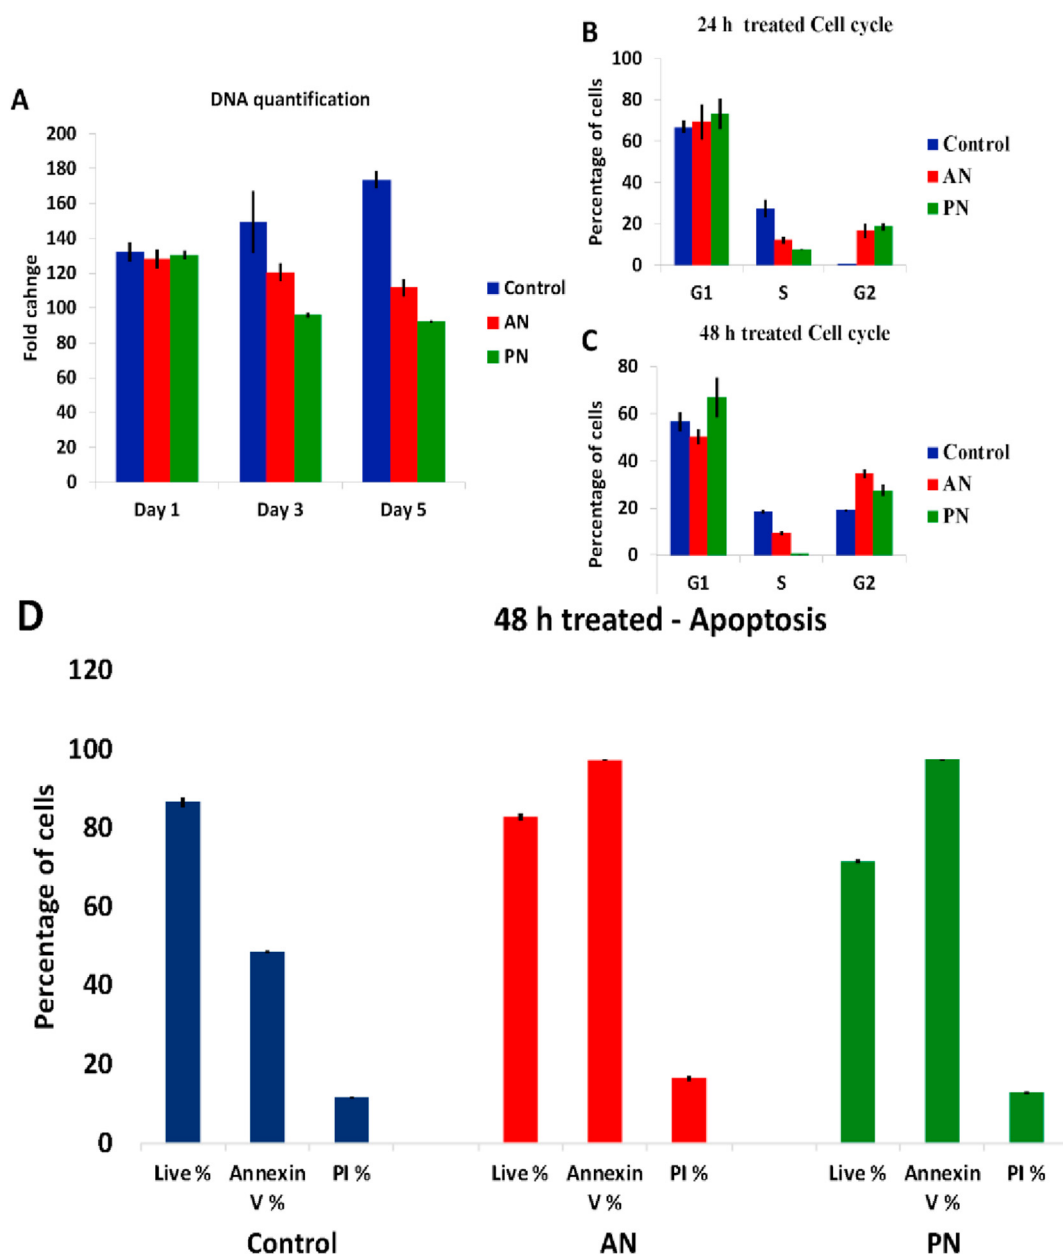 A
DNA quantification
Fold cahnge
200
180
160
140
120
100
80
60
40
20
0
Day 1 Day 3 Day 5
Control
AN
PN
B
24 h treated Cell cycle
Percentage of cells
100
80
60
40
20
0
G1 S G2
Control
AN
PN
C
48 h treated Cell cycle
Percentage of cells
80
60
40
20
0
G1 S G2
Control
AN
PN
D
48 h treated - Apoptosis
Percentage of cells
120
100
80
60
40
20
0
Live % Annexin PI % Live % Annexin PI % Live % Annexin PI %
V % V % V %
Control AN PN